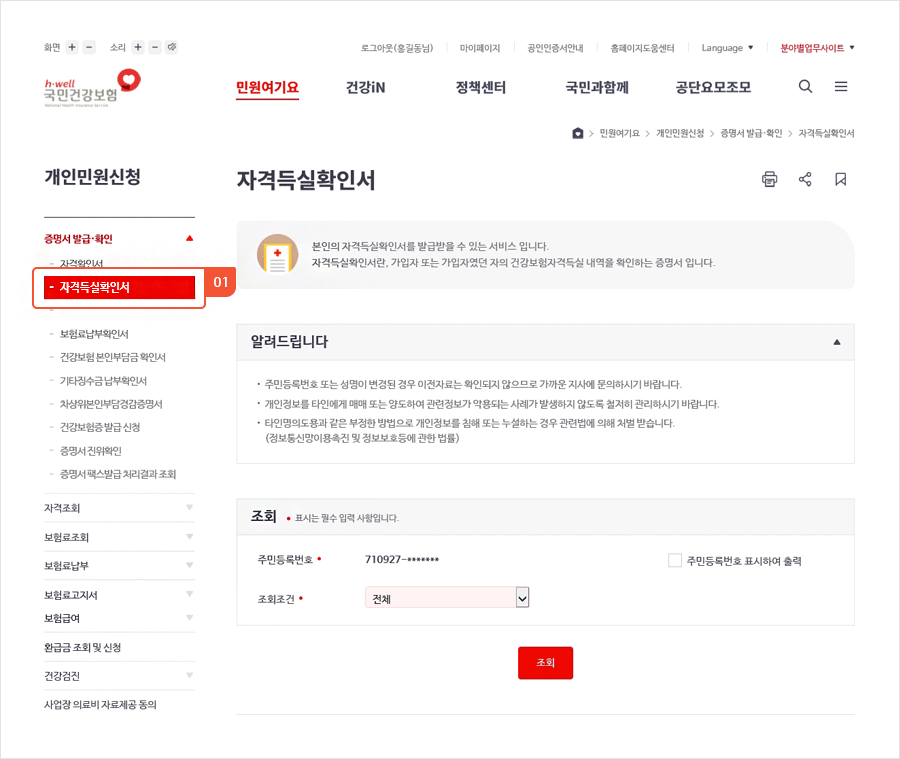 화면 + − 소리 + −
로그아웃(홍길동님) 마이페이지 공인인증서안내 홈페이지도움센터 Language ▼ 분야별업무사이트 ▼
h·well
국민건강보험
National Health Insurance Service
민원여기요 건강iN 정책센터 국민과함께 공단요모조모
> 민원여기요 > 개인민원신청 > 증명서 발급·확인 > 자격득실확인서
개인민원신청
증명서 발급·확인
- 자격확인서
- 자격득실확인서
01
- 보험료납부확인서
- 건강보험 본인부담금 확인서
- 기타징수금 납부확인서
- 차상위본인부담경감증명서
- 건강보험증 발급 신청
- 증명서 진위확인
- 증명서 팩스발급 처리결과 조회
자격조회
보험료조회
보험료납부
보험료고지서
보험급여
환급금 조회 및 신청
건강검진
사업장 의료비 자료제공 동의
자격득실확인서
본인의 자격득실확인서를 발급받을 수 있는 서비스 입니다.
자격득실확인서란, 가입자 또는 가입자였던 자의 건강보험자격득실 내역을 확인하는 증명서 입니다.
알려드립니다
· 주민등록번호 또는 성명이 변경된 경우 이전자료는 확인되지 않으므로 가까운 지사에 문의하시기 바랍니다.
· 개인정보를 타인에게 매매 또는 양도하여 관련정보가 악용되는 사례가 발생하지 않도록 철저히 관리하시기 바랍니다.
· 타인명의도용과 같은 부정한 방법으로 개인정보를 침해 또는 누설하는 경우 관련법에 의해 처벌 받습니다.
(정보통신망이용촉진 및 정보보호등에 관한 법률)
조회 • 표시는 필수 입력 사항입니다.
주민등록번호 • 710927-******* 주민등록번호 표시하여 출력
조회조건 • 전체
조회